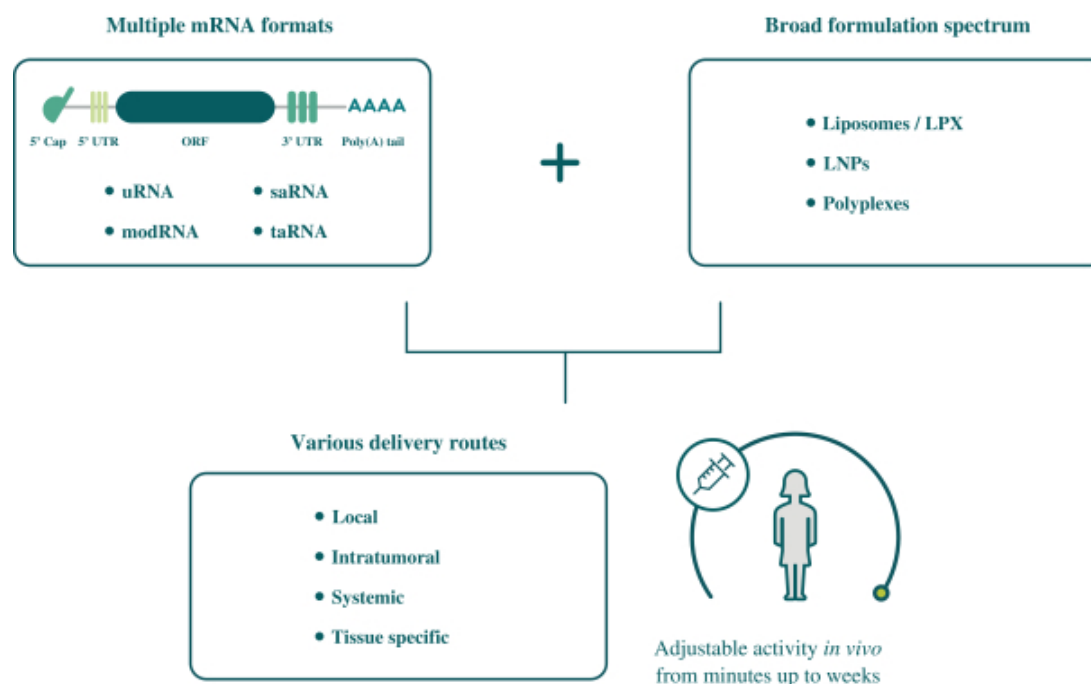 Multiple mRNA formats
Broad formulation spectrum
AAAA
5' Cap 5' UTR ORF 3' UTR Poly(A) tail
• uRNA • saRNA
• modRNA • taRNA
+
• Liposomes / LPX
• LNPs
• Polyplexes
Various delivery routes
• Local
• Intratumoral
• Systemic
• Tissue specific
Adjustable activity in vivo
from minutes up to weeks